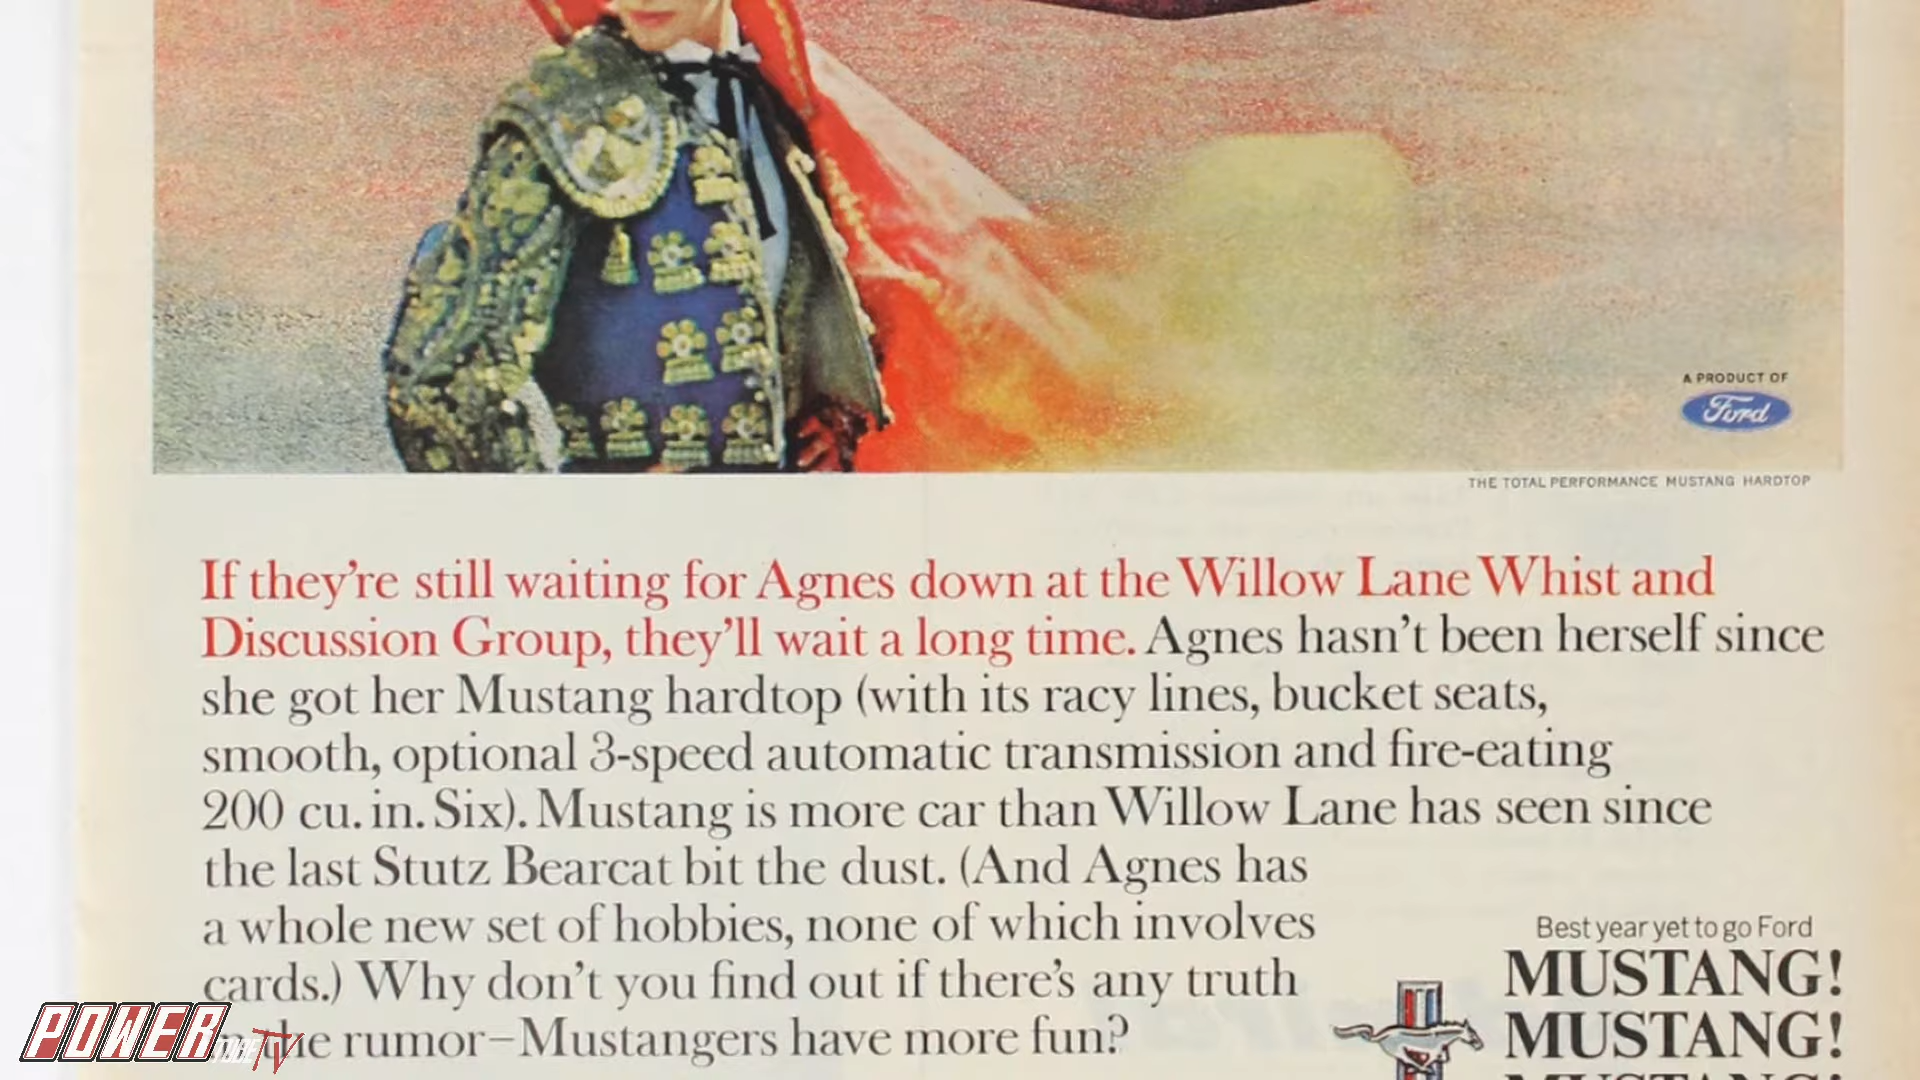 A PRODUCT OF
Ford
THE TOTAL PERFORMANCE MUSTANG HARDTOP
If they're still waiting for Agnes down at the Willow Lane Whist and
Discussion Group, they'll wait a long time. Agnes hasn't been herself since
she got her Mustang hardtop (with its racy lines, bucket seats,
smooth, optional 3-speed automatic transmission and fire-eating
200 cu. in. Six). Mustang is more car than Willow Lane has seen since
the last Stutz Bearcat bit the dust. (And Agnes has
a whole new set of hobbies, none of which involves
cards.) Why don't you find out if there's any truth
the rumor–Mustangers have more fun?
Best year yet to go Ford
MUSTANG!
MUSTANG!
MUSTANG!
POWER
TV